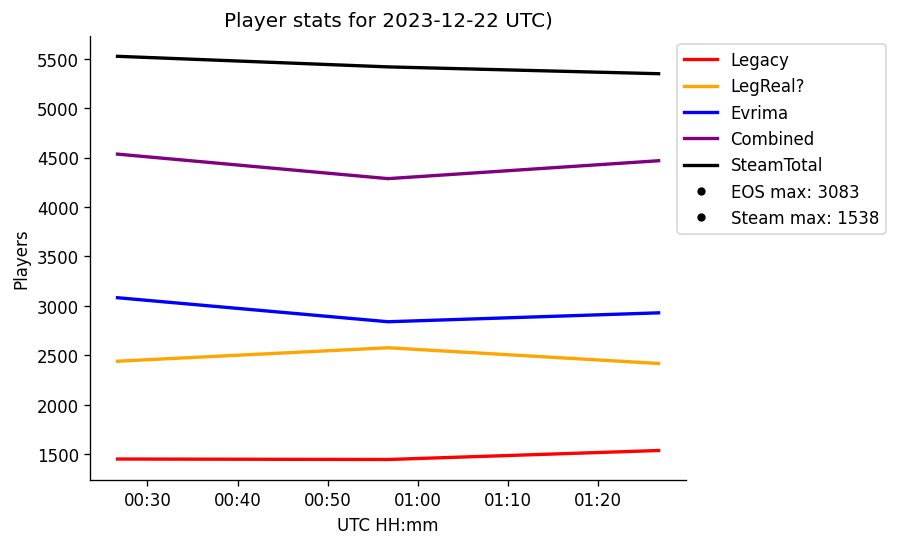 Player stats for 2023-12-22 UTC)
Players
5500
5000
4500
4000
3500
3000
2500
2000
1500
00:30
00:40
00:50
01:00
01:10
01:20
UTC HH:mm
Legacy
LegReal?
Evrima
Combined
SteamTotal
EOS max: 3083
Steam max: 1538